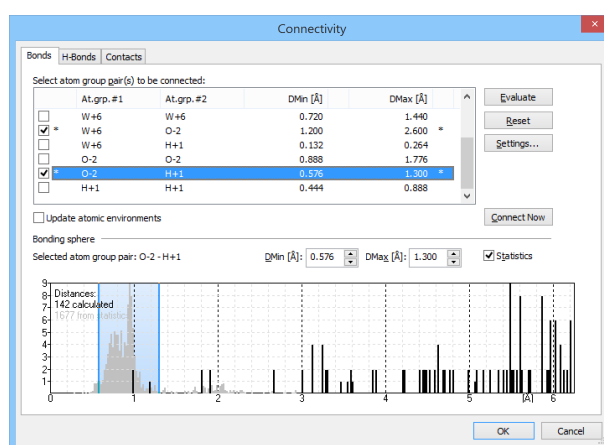 Connectivity
×
Bonds H-Bonds Contacts
Select atom group pair(s) to be connected:
At.grp.#1 At.grp.#2 DMin [Å] DMax [Å]
W+6 W+6 0.720 1.440
* W+6 O-2 1.200 2.600 *
W+6 H+1 0.132 0.264
O-2 O-2 0.888 1.776
* O-2 H+1 0.576 1.300 *
H+1 H+1 0.444 0.888
Evaluate
Reset
Settings...
Update atomic environments
Connect Now
Bonding sphere
Selected atom group pair: O-2 - H+1 DMin [Å]: 0.576 DMax [Å]: 1.300 Statistics
9
8
7
6
5
4
3
2
1
Distances:
142 calculated
1677 from statistics
0 1 2 3 4 5 [Å] 6
OK Cancel